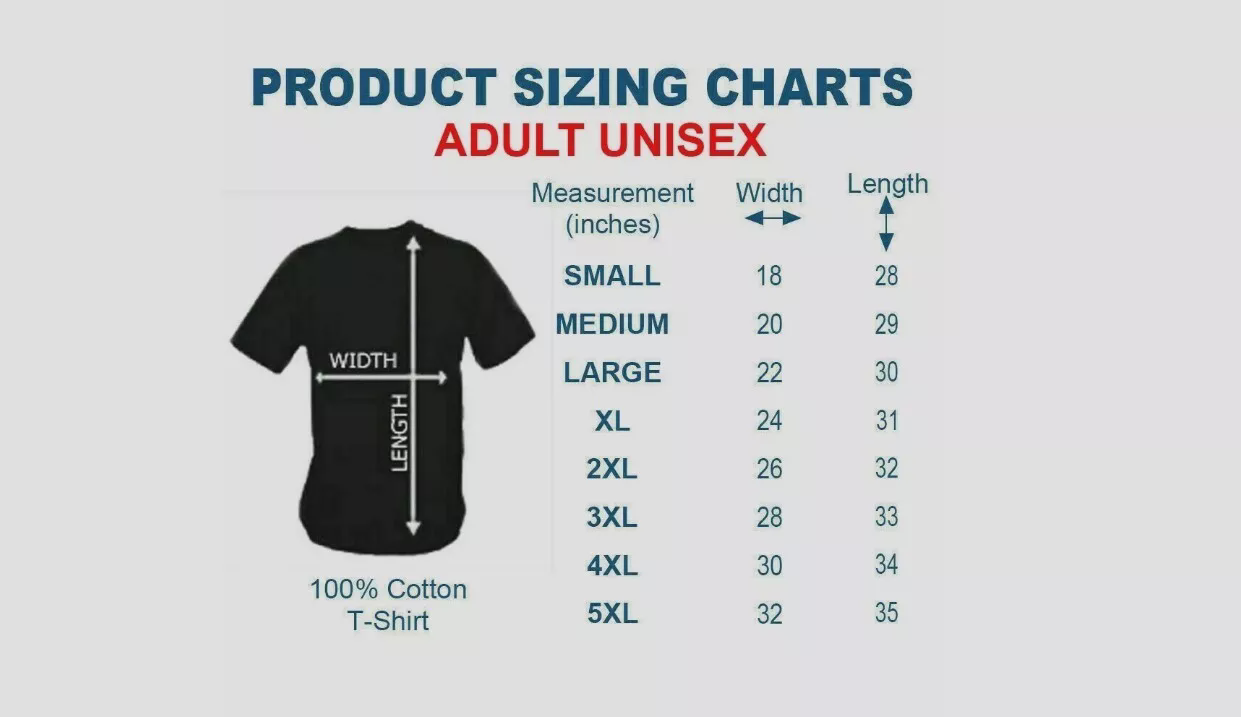 PRODUCT SIZING CHARTS
ADULT UNISEX
Measurement (inches) Width Length
SMALL 18 28
MEDIUM 20 29
LARGE 22 30
XL 24 31
2XL 26 32
3XL 28 33
4XL 30 34
5XL 32 35
WIDTH
LENGTH
100% Cotton
T-Shirt